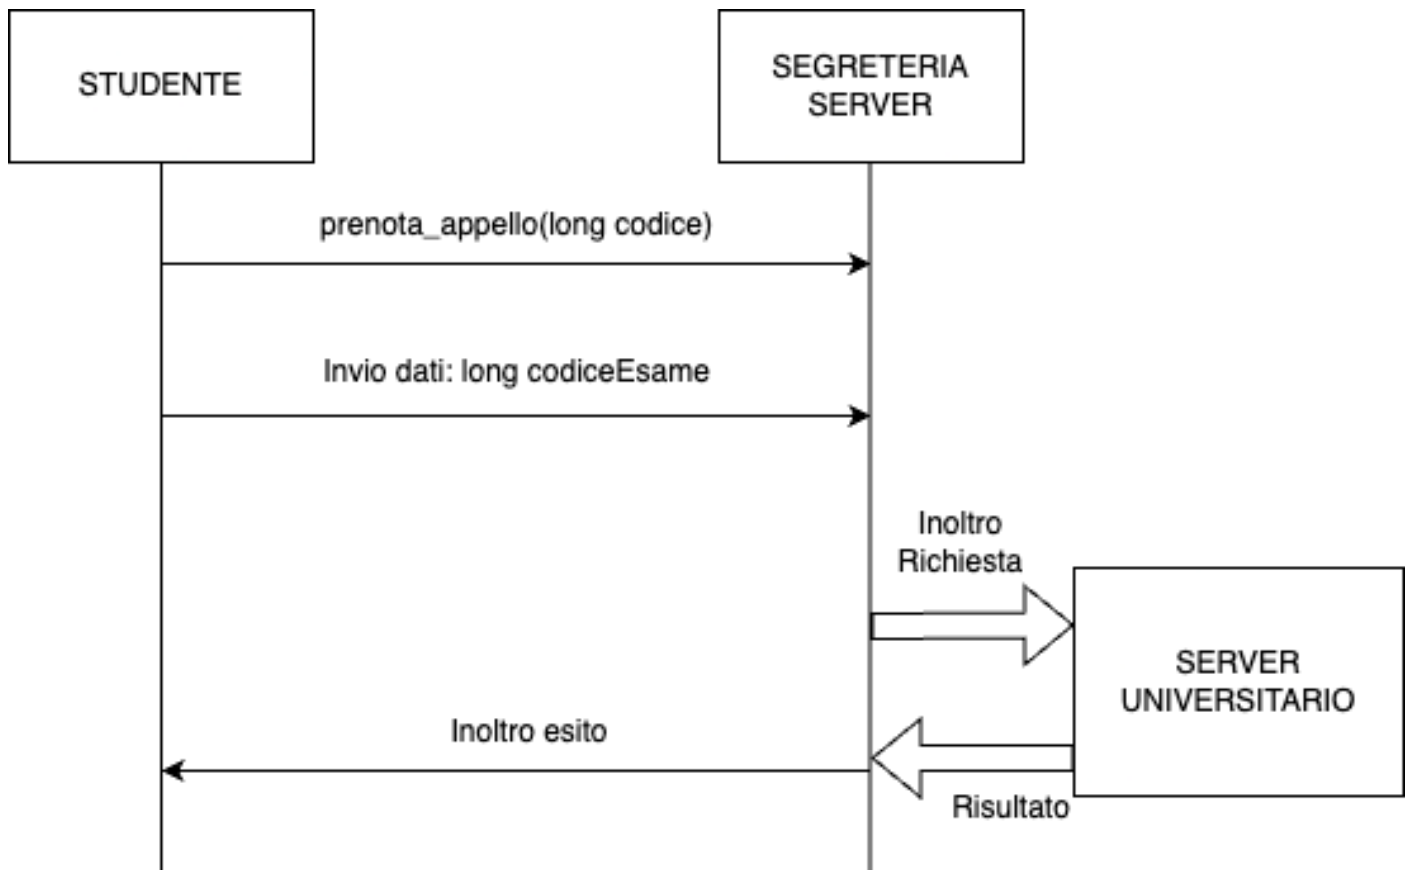 STUDENTE
SEGRETERIA
SERVER
prenota_appello(long codice)
Invio dati: long codiceEsame
Inoltro
Richiesta
SERVER
UNIVERSITARIO
Inoltro esito
Risultato